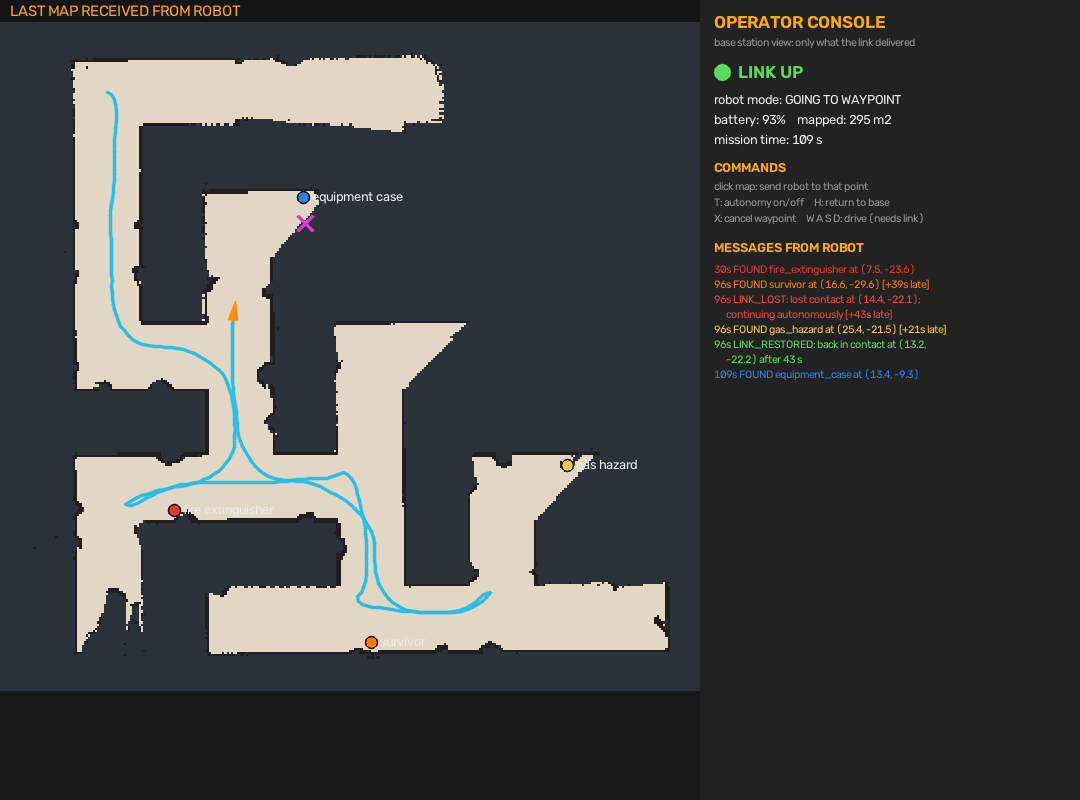 LAST MAP RECEIVED FROM ROBOT
equipment case
gas hazard
fire extinguisher
survivor
OPERATOR CONSOLE
base station view: only what the link delivered
LINK UP
robot mode: GOING TO WAYPOINT
battery: 93% mapped: 295 m2
mission time: 109 s
COMMANDS
click map: send robot to that point
T: autonomy on/off H: return to base
X: cancel waypoint W A S D: drive (needs link)
MESSAGES FROM ROBOT
30s FOUND fire_extinguisher at (7.5, -23.6)
96s FOUND survivor at (16.6, -29.6) [+39s late]
96s LINK_LOST: lost contact at (14.4, -22.1);
continuing autonomously [+43s late]
96s FOUND gas_hazard at (25.4, -21.5) [+21s late]
96s LINK_RESTORED: back in contact at (13.2,
-22.2) after 43 s
109s FOUND equipment_case at (13.4, -9.3)